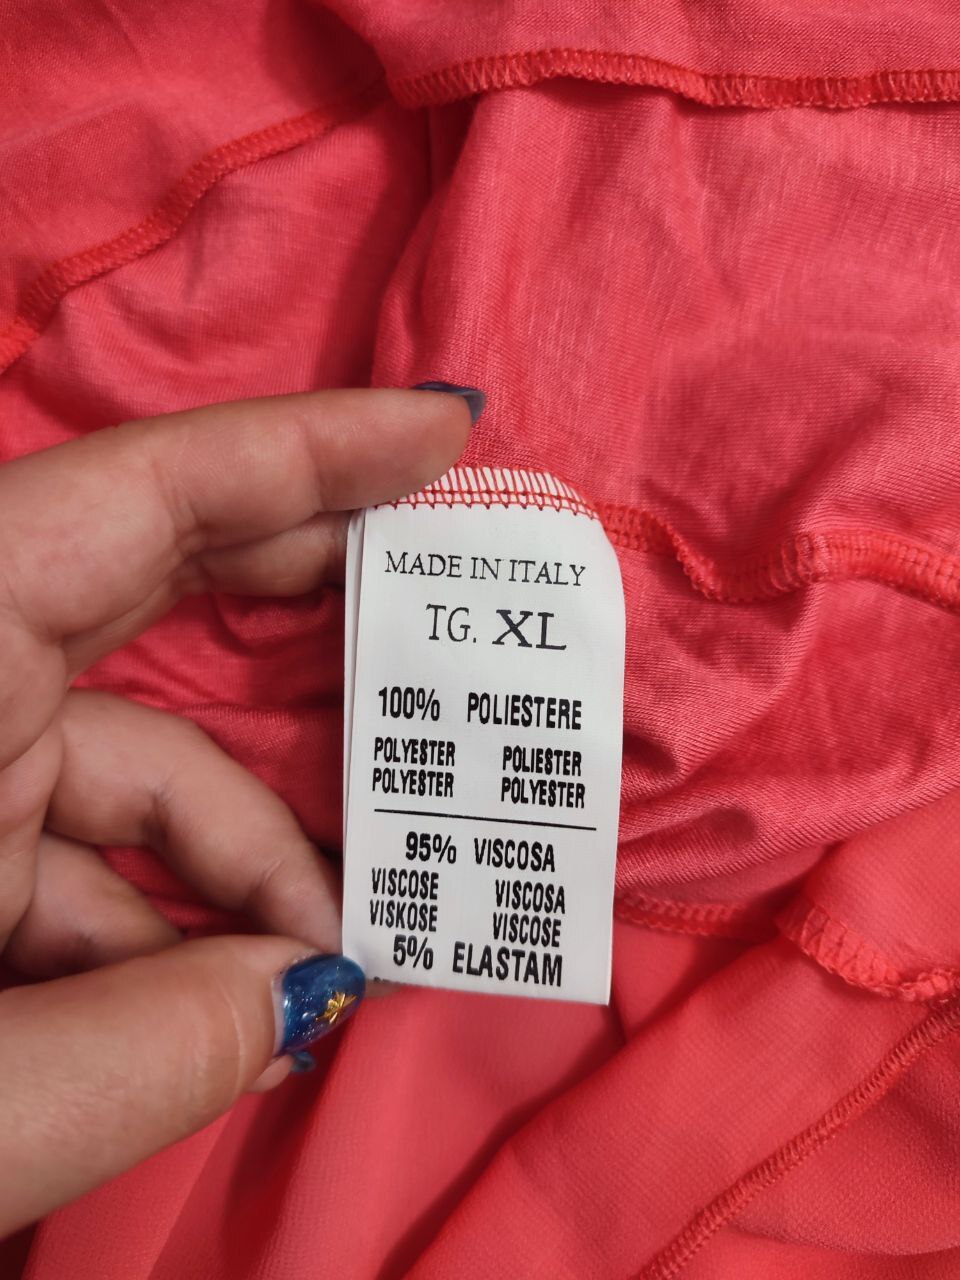 MADE IN ITALY
TG. XL
100% POLIESTERE
POLYESTER POLIESTER
POLYESTER POLYESTER
95% VISCOSA
VISCOSE VISCOSA
VISKOSE VISCOSE
5% ELASTAM